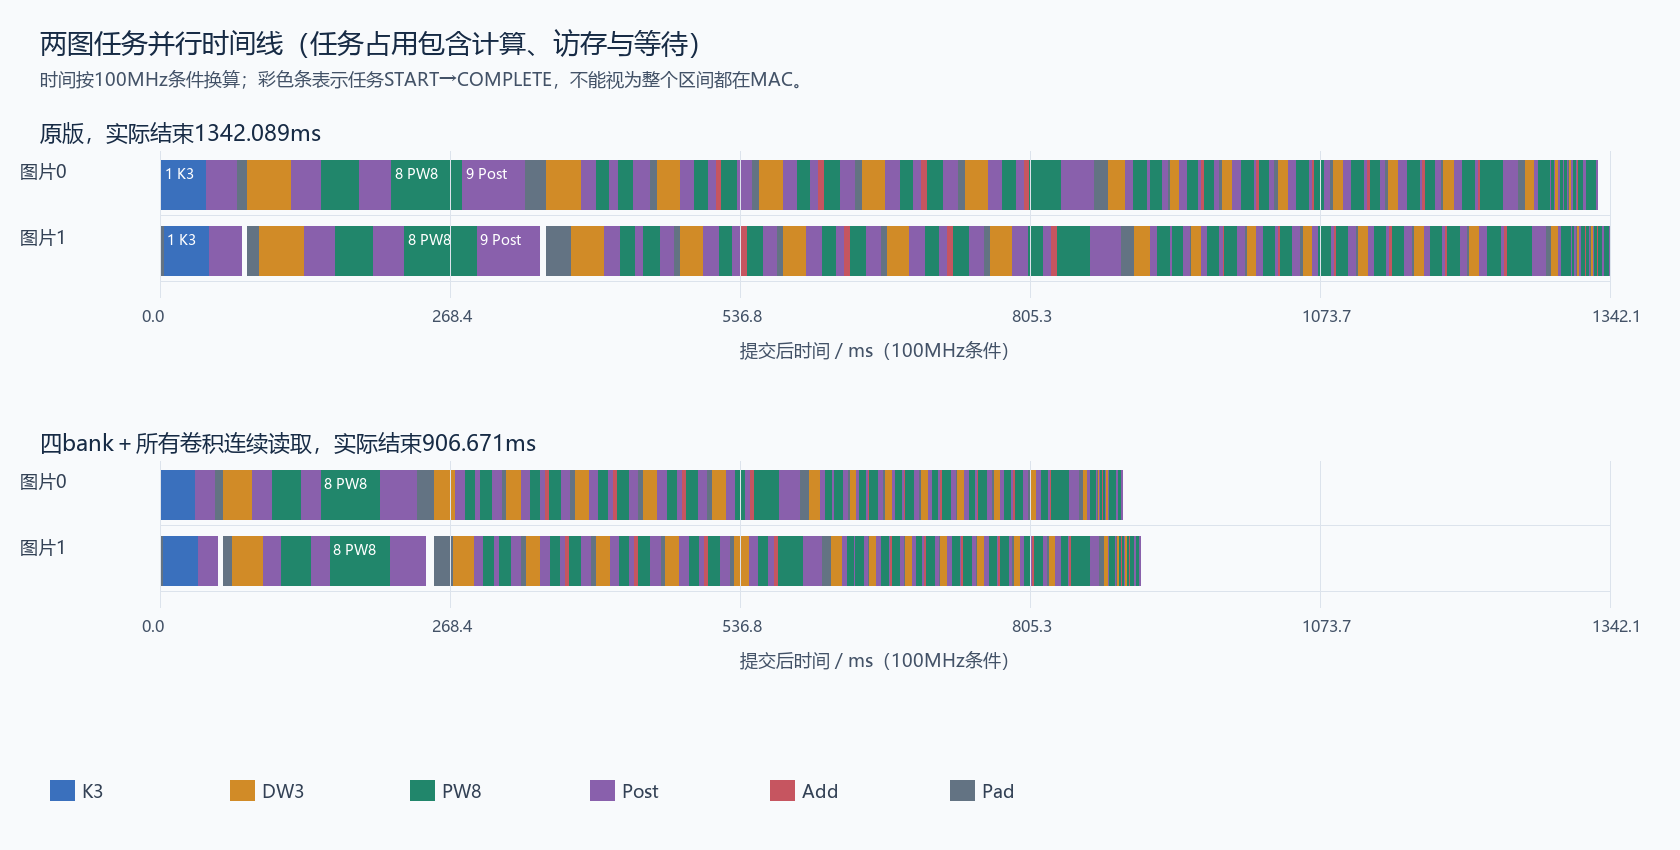 两图任务并行时间线（任务占用包含计算、访存与等待）
时间按100MHz条件换算；彩色条表示任务START→COMPLETE，不能视为整个区间都在MAC。
原版，实际结束1342.089ms
图片0
1 K3
8 PW8
9 Post
图片1
1 K3
8 PW8
9 Post
0.0
268.4
536.8
805.3
1073.7
1342.1
提交后时间 / ms（100MHz条件）
四bank＋所有卷积连续读取，实际结束906.671ms
图片0
8 PW8
图片1
8 PW8
0.0
268.4
536.8
805.3
1073.7
1342.1
提交后时间 / ms（100MHz条件）
K3
DW3
PW8
Post
Add
Pad